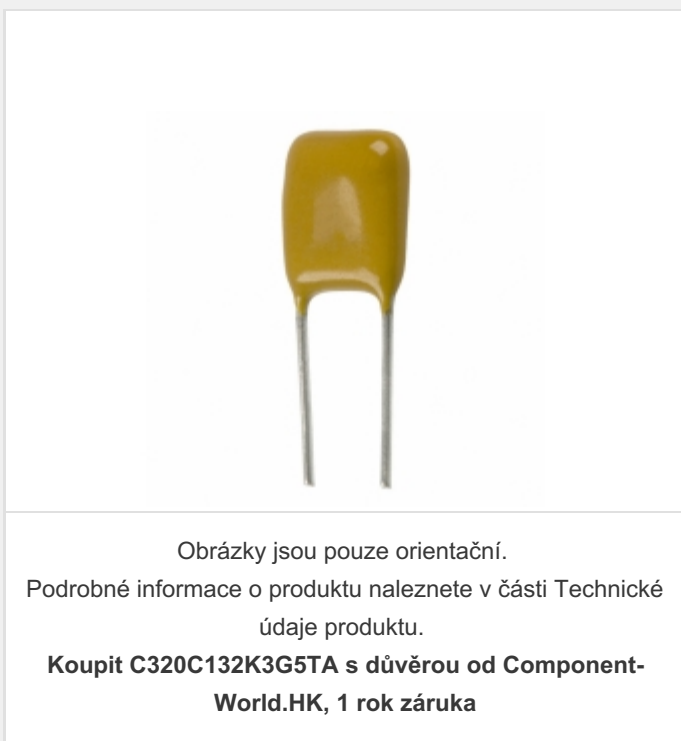 Obrázky jsou pouze orientační.
Podrobné informace o produktu naleznete v části Technické
údaje produktu.
Koupit C320C132K3G5TA s důvěrou od Component-
World.HK, 1 rok záruka